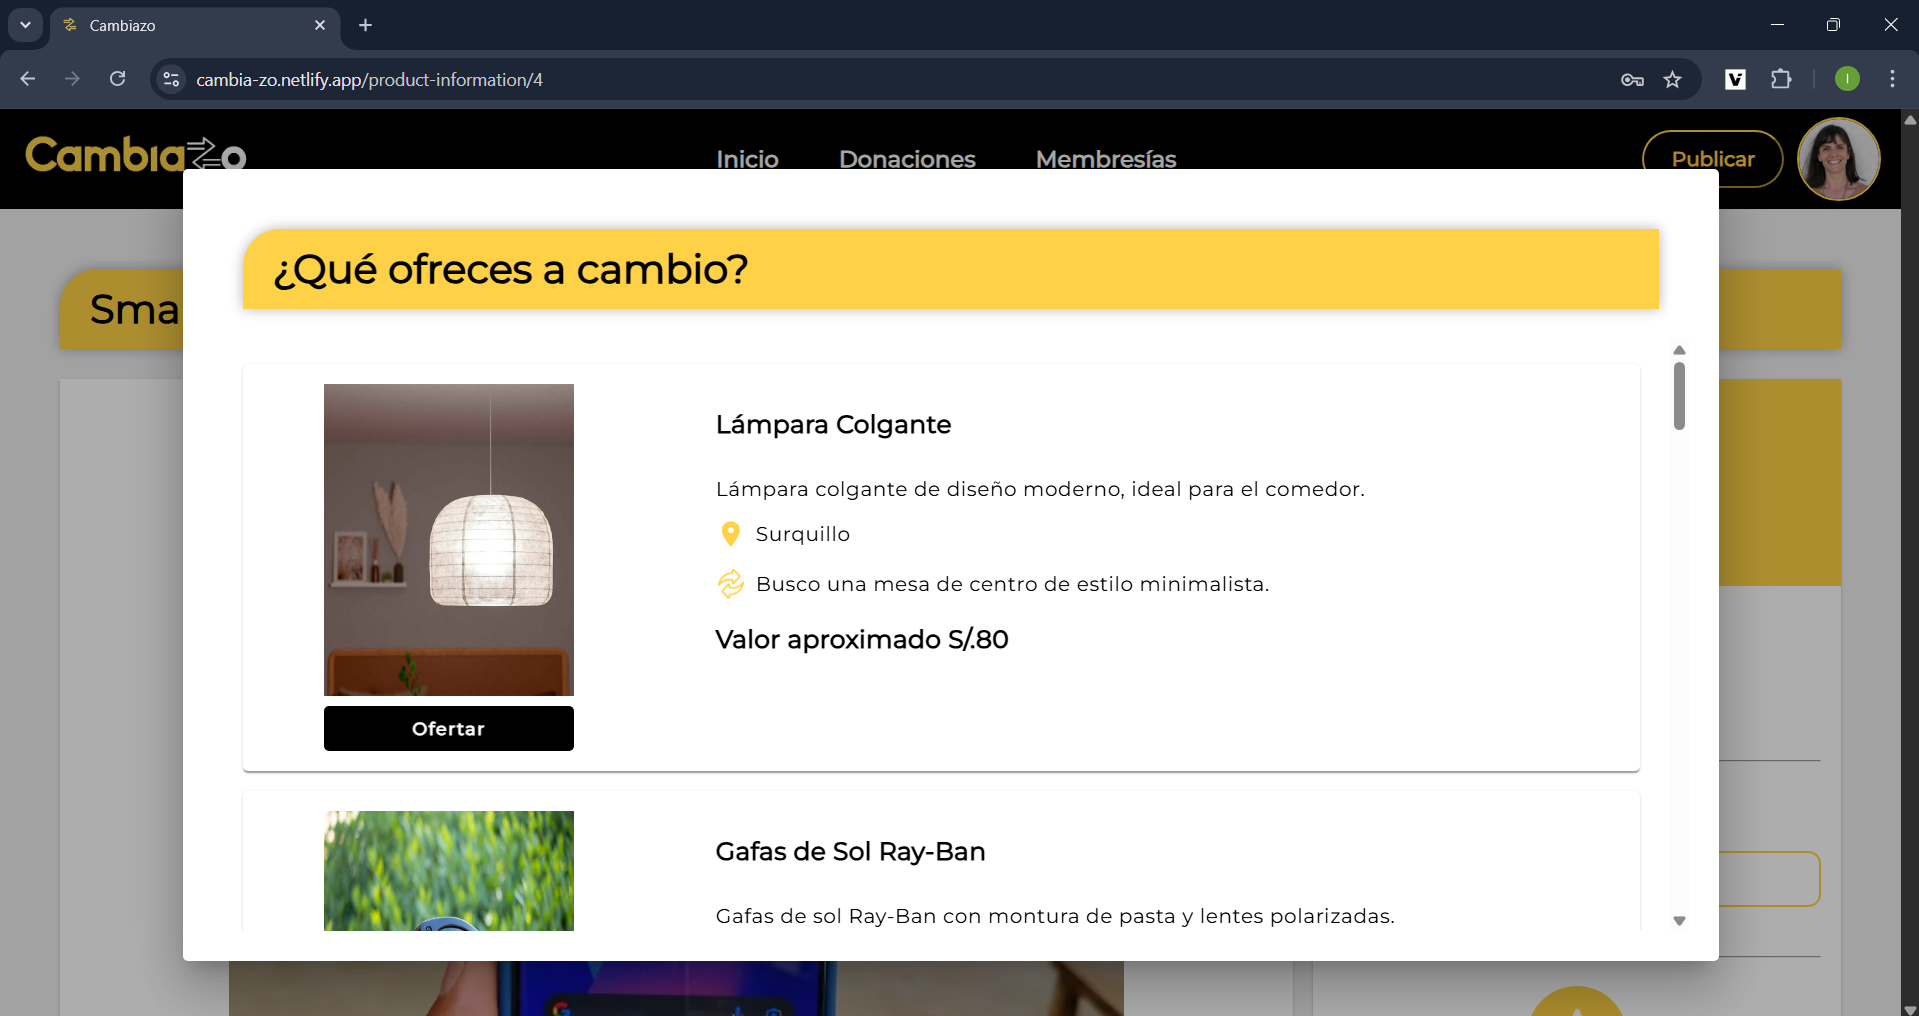 Cambiazo
cambia-zo.netlify.app/product-information/4
Cambiazo
Inicio
Donaciones
Membresías
Publicar
Sma
¿Qué ofreces a cambio?
Lámpara Colgante
Lámpara colgante de diseño moderno, ideal para el comedor.
Surquillo
Busco una mesa de centro de estilo minimalista.
Valor aproximado S/.80
Ofertar
Gafas de Sol Ray-Ban
Gafas de sol Ray-Ban con montura de pasta y lentes polarizadas.